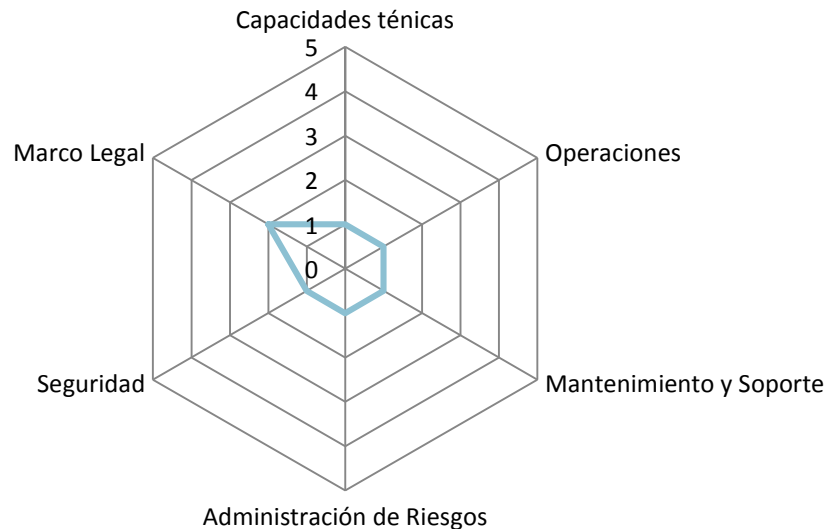 Capacidades ténicas
5
4
3
2
1
0
Marco Legal
Operaciones
Seguridad
Mantenimiento y Soporte
Administración de Riesgos